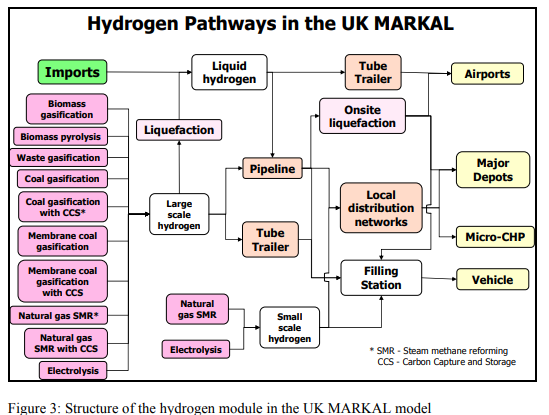 Hydrogen Pathways in the UK MARKAL
Imports
Liquid
hydrogen
Tube
Trailer
Airports
Biomass
gasification
Biomass pyrolysis
Waste gasification
Coal gasification
Coal gasification
with CCS*
Membrane coal
gasification
Membrane coal
gasification
with CCS
Natural gas SMR*
Natural gas
SMR with CCS
Electrolysis
Liquefaction
Large
scale
hydrogen
Pipeline
Tube
Trailer
Onsite
liquefaction
Local
distribution
networks
Filling
Station
Major
Depots
Micro-CHP
Vehicle
Natural
gas SMR
Electrolysis
Small
scale
hydrogen
* SMR - Steam methane reforming
CCS - Carbon Capture and Storage
Figure 3: Structure of the hydrogen module in the UK MARKAL model